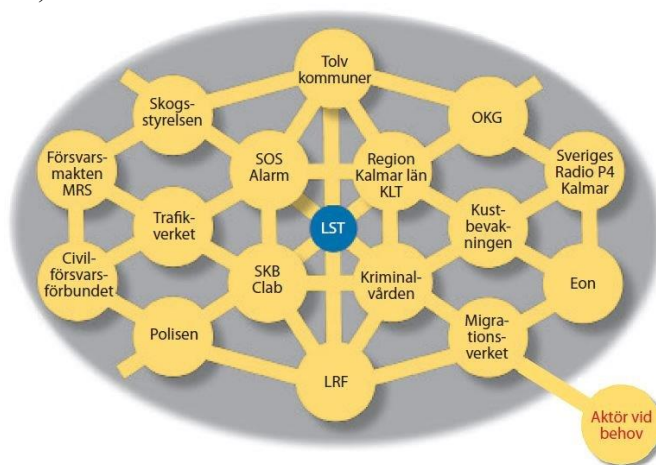 Tolv
kommuner
Skogs-
styrelsen
OKG
Försvars-
makten
MRS
SOS
Alarm
Region
Kalmar län
KLT
Sveriges
Radio P4
Kalmar
Trafik-
verket
LST
Kust-
bevak-
ningen
Civil-
försvars-
förbundet
SKB
Clab
Kriminal-
vården
Eon
Polisen
Migra-
tions-
verket
LRF
Aktör vid
behov